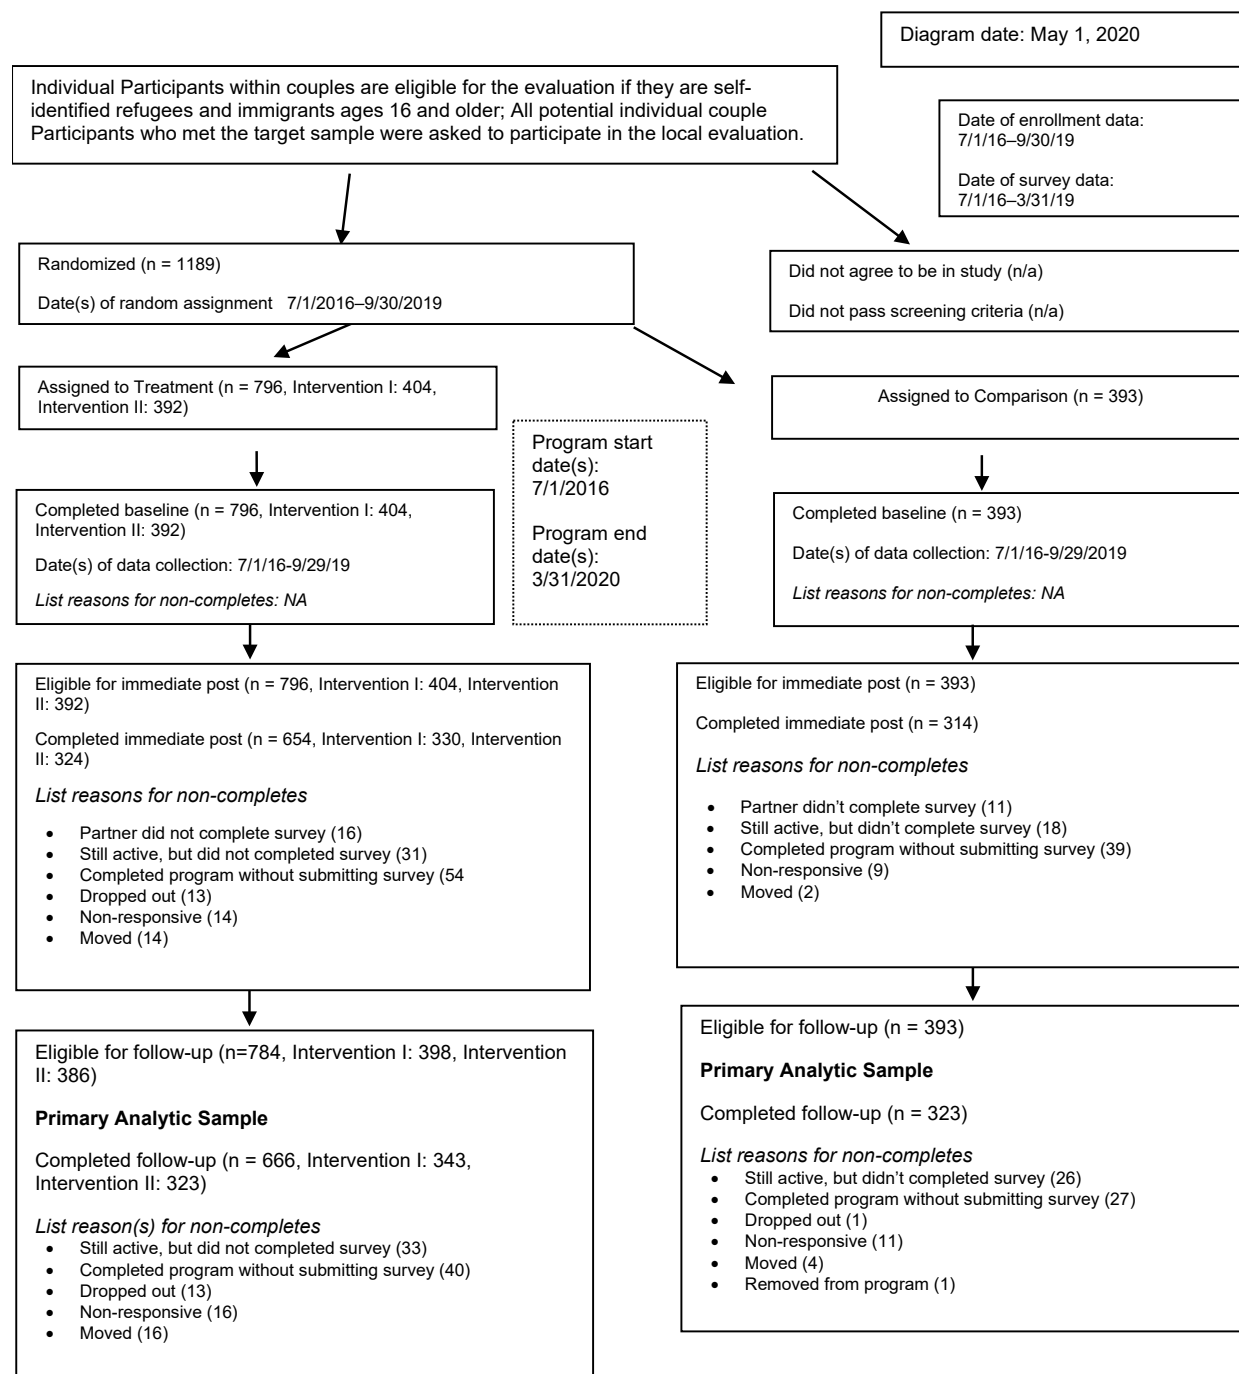 Diagram date: May 1, 2020
Individual Participants within couples are eligible for the evaluation if they are self-
identified refugees and immigrants ages 16 and older; All potential individual couple
Participants who met the target sample were asked to participate in the local evaluation.
Date of enrollment data:
7/1/16–9/30/19
Date of survey data:
7/1/16–3/31/19
Randomized (n = 1189)
Date(s) of random assignment 7/1/2016–9/30/2019
Did not agree to be in study (n/a)
Did not pass screening criteria (n/a)
Assigned to Treatment (n = 796, Intervention I: 404,
Intervention II: 392)
Assigned to Comparison (n = 393)
Program start
date(s):
7/1/2016
Program end
date(s):
3/31/2020
Completed baseline (n = 796, Intervention I: 404,
Intervention II: 392)
Date(s) of data collection: 7/1/16-9/29/19
List reasons for non-completes: NA
Completed baseline (n = 393)
Date(s) of data collection: 7/1/16-9/29/2019
List reasons for non-completes: NA
Eligible for immediate post (n = 796, Intervention I: 404, Intervention
II: 392)
Completed immediate post (n = 654, Intervention I: 330, Intervention
II: 324)
List reasons for non-completes
• Partner did not complete survey (16)
• Still active, but did not completed survey (31)
• Completed program without submitting survey (54
• Dropped out (13)
• Non-responsive (14)
• Moved (14)
Eligible for immediate post (n = 393)
Completed immediate post (n = 314)
List reasons for non-completes
• Partner didn’t complete survey (11)
• Still active, but didn’t complete survey (18)
• Completed program without submitting survey (39)
• Non-responsive (9)
• Moved (2)
Eligible for follow-up (n=784, Intervention I: 398, Intervention
II: 386)
Primary Analytic Sample
Completed follow-up (n = 666, Intervention I: 343,
Intervention II: 323)
List reason(s) for non-completes
• Still active, but did not completed survey (33)
• Completed program without submitting survey (40)
• Dropped out (13)
• Non-responsive (16)
• Moved (16)
Eligible for follow-up (n = 393)
Primary Analytic Sample
Completed follow-up (n = 323)
List reasons for non-completes
• Still active, but didn’t completed survey (26)
• Completed program without submitting survey (27)
• Dropped out (1)
• Non-responsive (11)
• Moved (4)
• Removed from program (1)